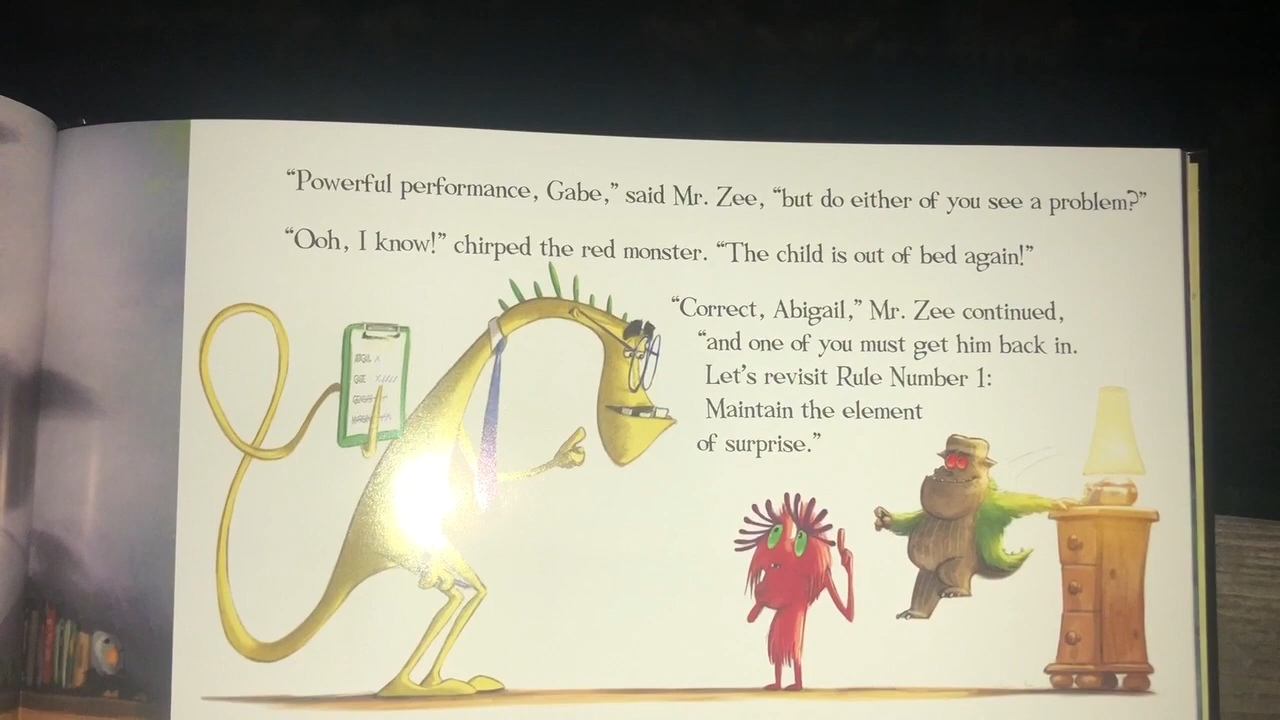 “Powerful performance, Gabe,” said Mr. Zee, “but do either of you see a problem?”
“Ooh, I know!” chirped the red monster. “The child is out of bed again!”
“Correct, Abigail,” Mr. Zee continued,
“and one of you must get him back in.
Let’s revisit Rule Number 1:
Maintain the element
of surprise.”